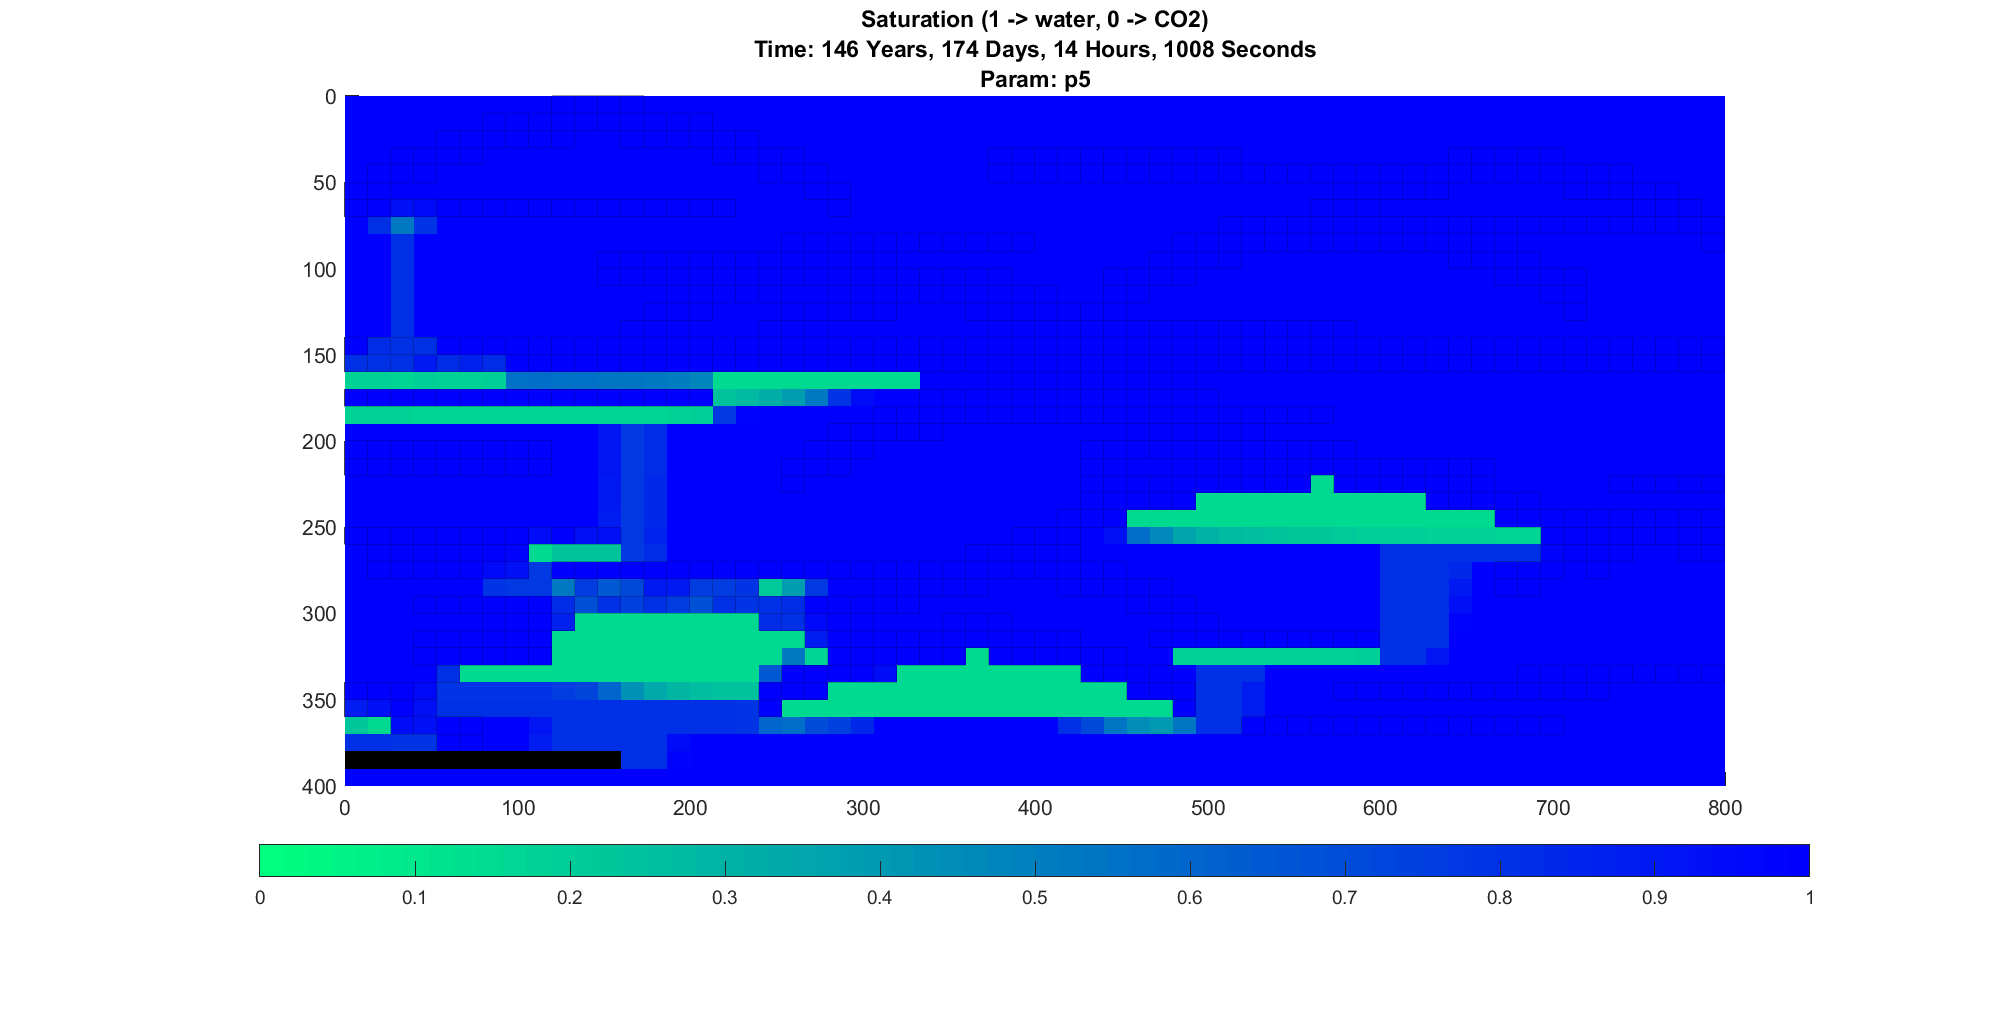 Saturation (1 -> water, 0 -> CO2)
Time: 146 Years, 174 Days, 14 Hours, 1008 Seconds
Param: p5
0
50
100
150
200
250
300
350
400
0 100 200 300 400 500 600 700 800
0 0.1 0.2 0.3 0.4 0.5 0.6 0.7 0.8 0.9 1